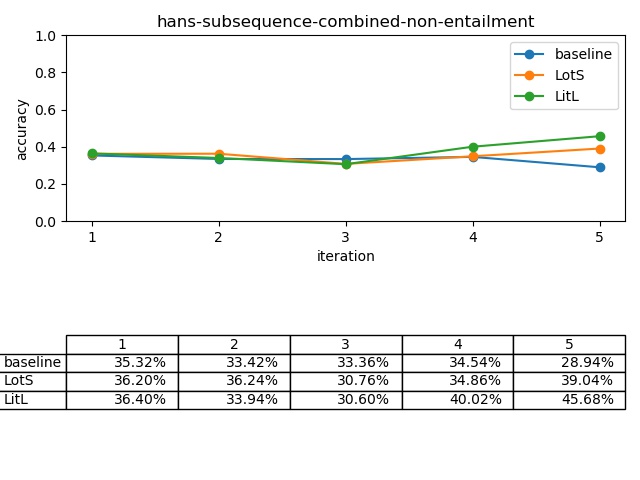 hans-subsequence-combined-non-entailment
1.0
0.8
0.6
0.4
0.2
0.0
accuracy
baseline
LotS
LitL
1 2 3 4 5
iteration
1 2 3 4 5
baseline 35.32% 33.42% 33.36% 34.54% 28.94%
LotS 36.20% 36.24% 30.76% 34.86% 39.04%
LitL 36.40% 33.94% 30.60% 40.02% 45.68%